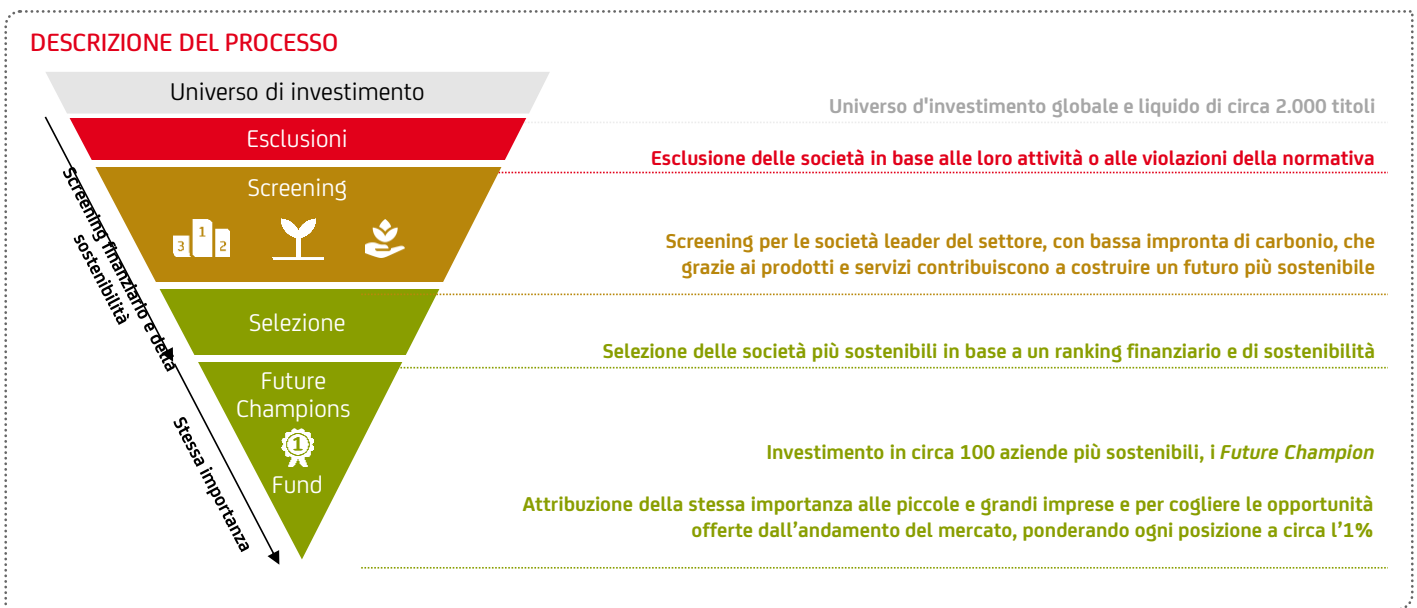 DESCRIZIONE DEL PROCESSO
Universo di investimento
Universo d'investimento globale e liquido di circa 2.000 titoli
Esclusioni
Esclusione delle società in base alle loro attività o alle violazioni della normativa
Screening
3 1 2
Screening per le società leader del settore, con bassa impronta di carbonio, che
grazie ai prodotti e servizi contribuiscono a costruire un futuro più sostenibile
Screening finanziario e della
sostenibilità
Selezione
Selezione delle società più sostenibili in base a un ranking finanziario e di sostenibilità
Future
Champions
1
Fund
Stessa importanza
Investimento in circa 100 aziende più sostenibili, i Future Champion
Attribuzione della stessa importanza alle piccole e grandi imprese e per cogliere le opportunità
offerte dall’andamento del mercato, ponderando ogni posizione a circa l’1%